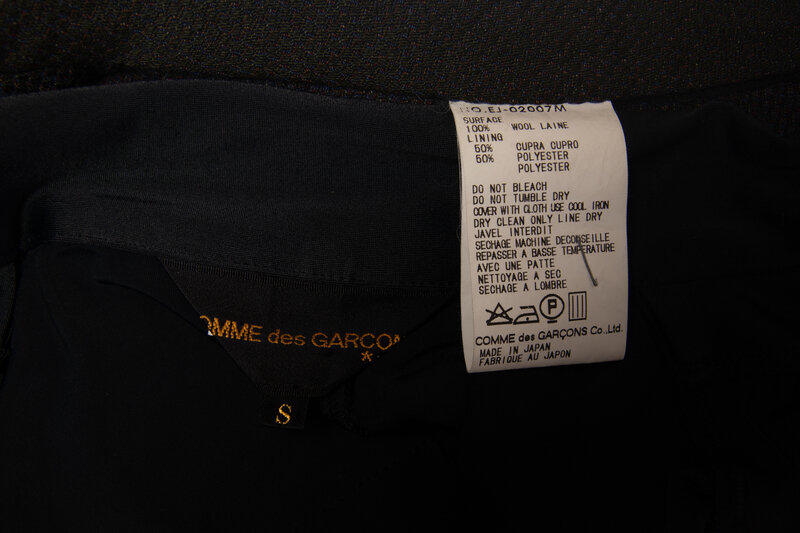 NO.EJ-02007M
SURFACE
100% WOOL LAINE
LINING
50% CUPRA CUPRO
50% POLYESTER
POLYESTER
DO NOT BLEACH
DO NOT TUMBLE DRY
COVER WITH CLOTH USE COOL IRON
DRY CLEAN ONLY LINE DRY
JAVEL INTERDIT
SECHAGE MACHINE DECONSEILLE
REPASSER A BASSE TEMPERATURE
AVEC UNE PATTE
NETTOYAGE A SEC
SECHAGE A LOMBRE
P
COMME des GARÇONS Co.,Ltd.
MADE IN JAPAN
FABRIQUE AU JAPON
COMME des GARCON
S